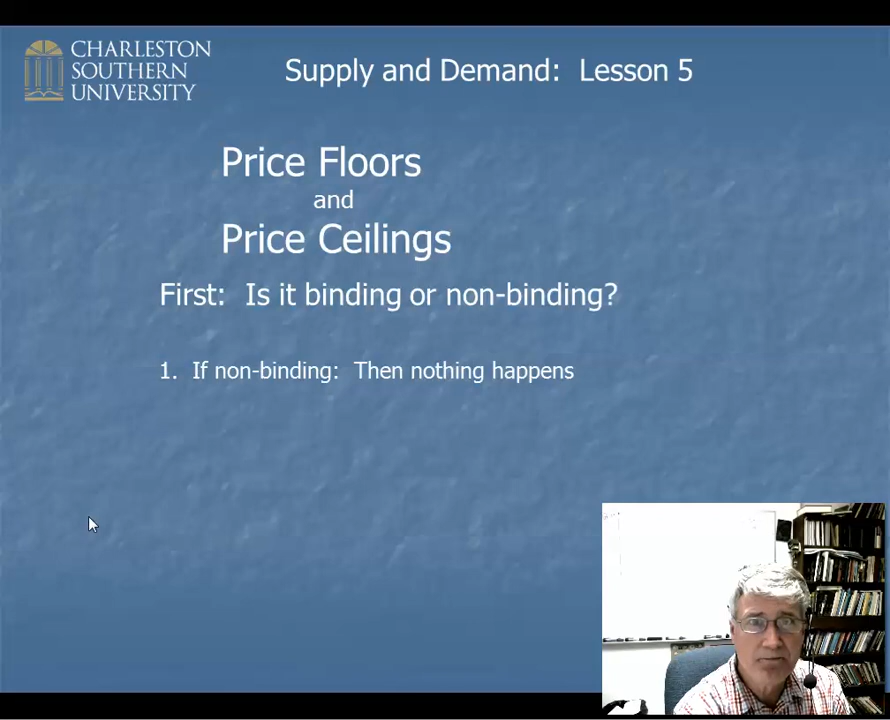 CHARLESTON
SOUTHERN
UNIVERSITY
Supply and Demand: Lesson 5
Price Floors
and
Price Ceilings
First: Is it binding or non-binding?
1. If non-binding: Then nothing happens